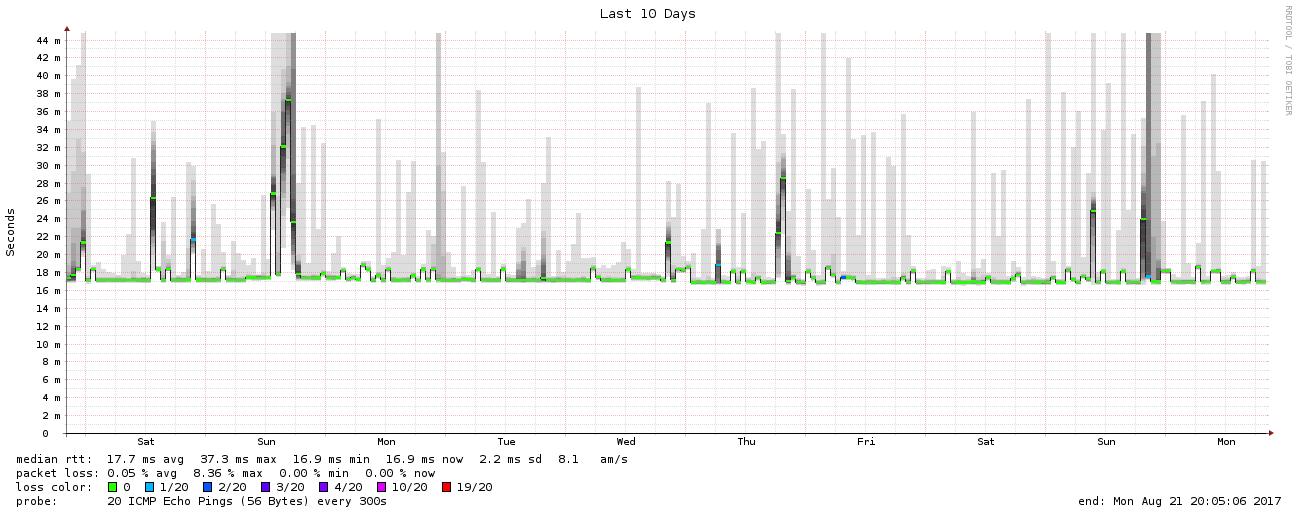 Last 10 Days
RRDTOOL / TOBI OETIKER
Seconds
44 m
42 m
40 m
38 m
36 m
34 m
32 m
30 m
28 m
26 m
24 m
22 m
20 m
18 m
16 m
14 m
12 m
10 m
8 m
6 m
4 m
2 m
0
Sat Sun Mon Tue Wed Thu Fri Sat Sun Mon
median rtt: 17.7 ms avg 37.3 ms max 16.9 ms min 16.9 ms now 2.2 ms sd 8.1 am/s
packet loss: 0.05 % avg 8.36 % max 0.00 % min 0.00 % now
loss color: 0 1/20 2/20 3/20 4/20 10/20 19/20
probe: 20 ICMP Echo Pings (56 Bytes) every 300s
end: Mon Aug 21 20:05:06 2017